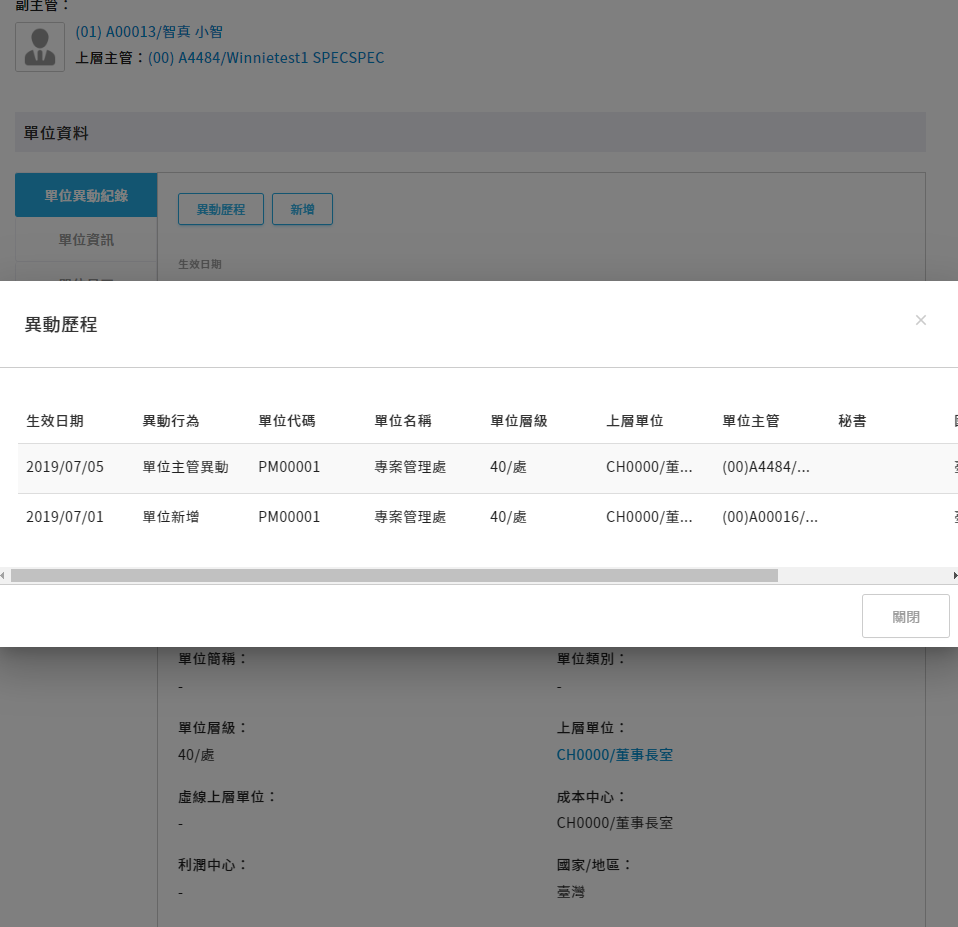 副主管：
(01) A00013/智真 小智
上層主管：(00) A4484/Winnietest1 SPECSPEC
單位資料
單位異動紀錄
異動歷程 新增
單位資訊
生效日期
異動歷程 ×
生效日期 異動行為 單位代碼 單位名稱 單位層級 上層單位 單位主管 秘書
2019/07/05 單位主管異動 PM00001 專案管理處 40/處 CH0000/董... (00)A4484/...
2019/07/01 單位新增 PM00001 專案管理處 40/處 CH0000/董... (00)A00016/...
關閉
單位簡稱： 單位類別：
- -
單位層級： 上層單位：
40/處 CH0000/董事長室
虛線上層單位： 成本中心：
- CH0000/董事長室
利潤中心： 國家/地區：
- 臺灣